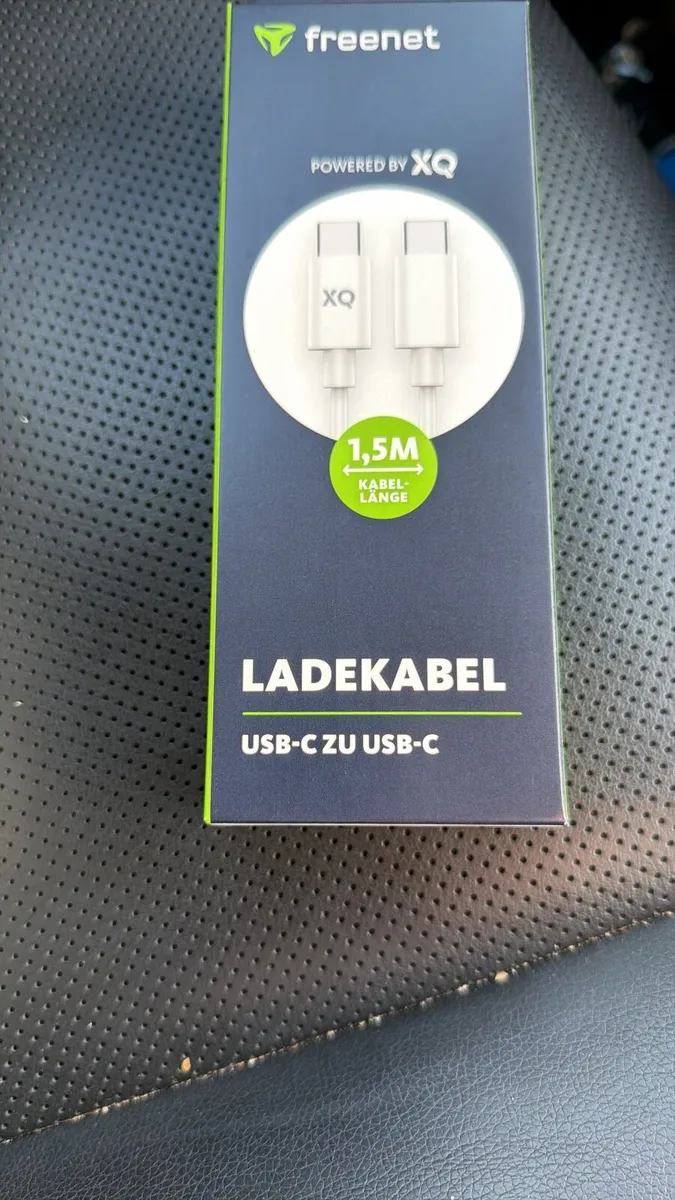 freenet
POWERED BY XQ
XQ
1,5M
KABEL-
LÄNGE
LADEKABEL
USB-C ZU USB-C